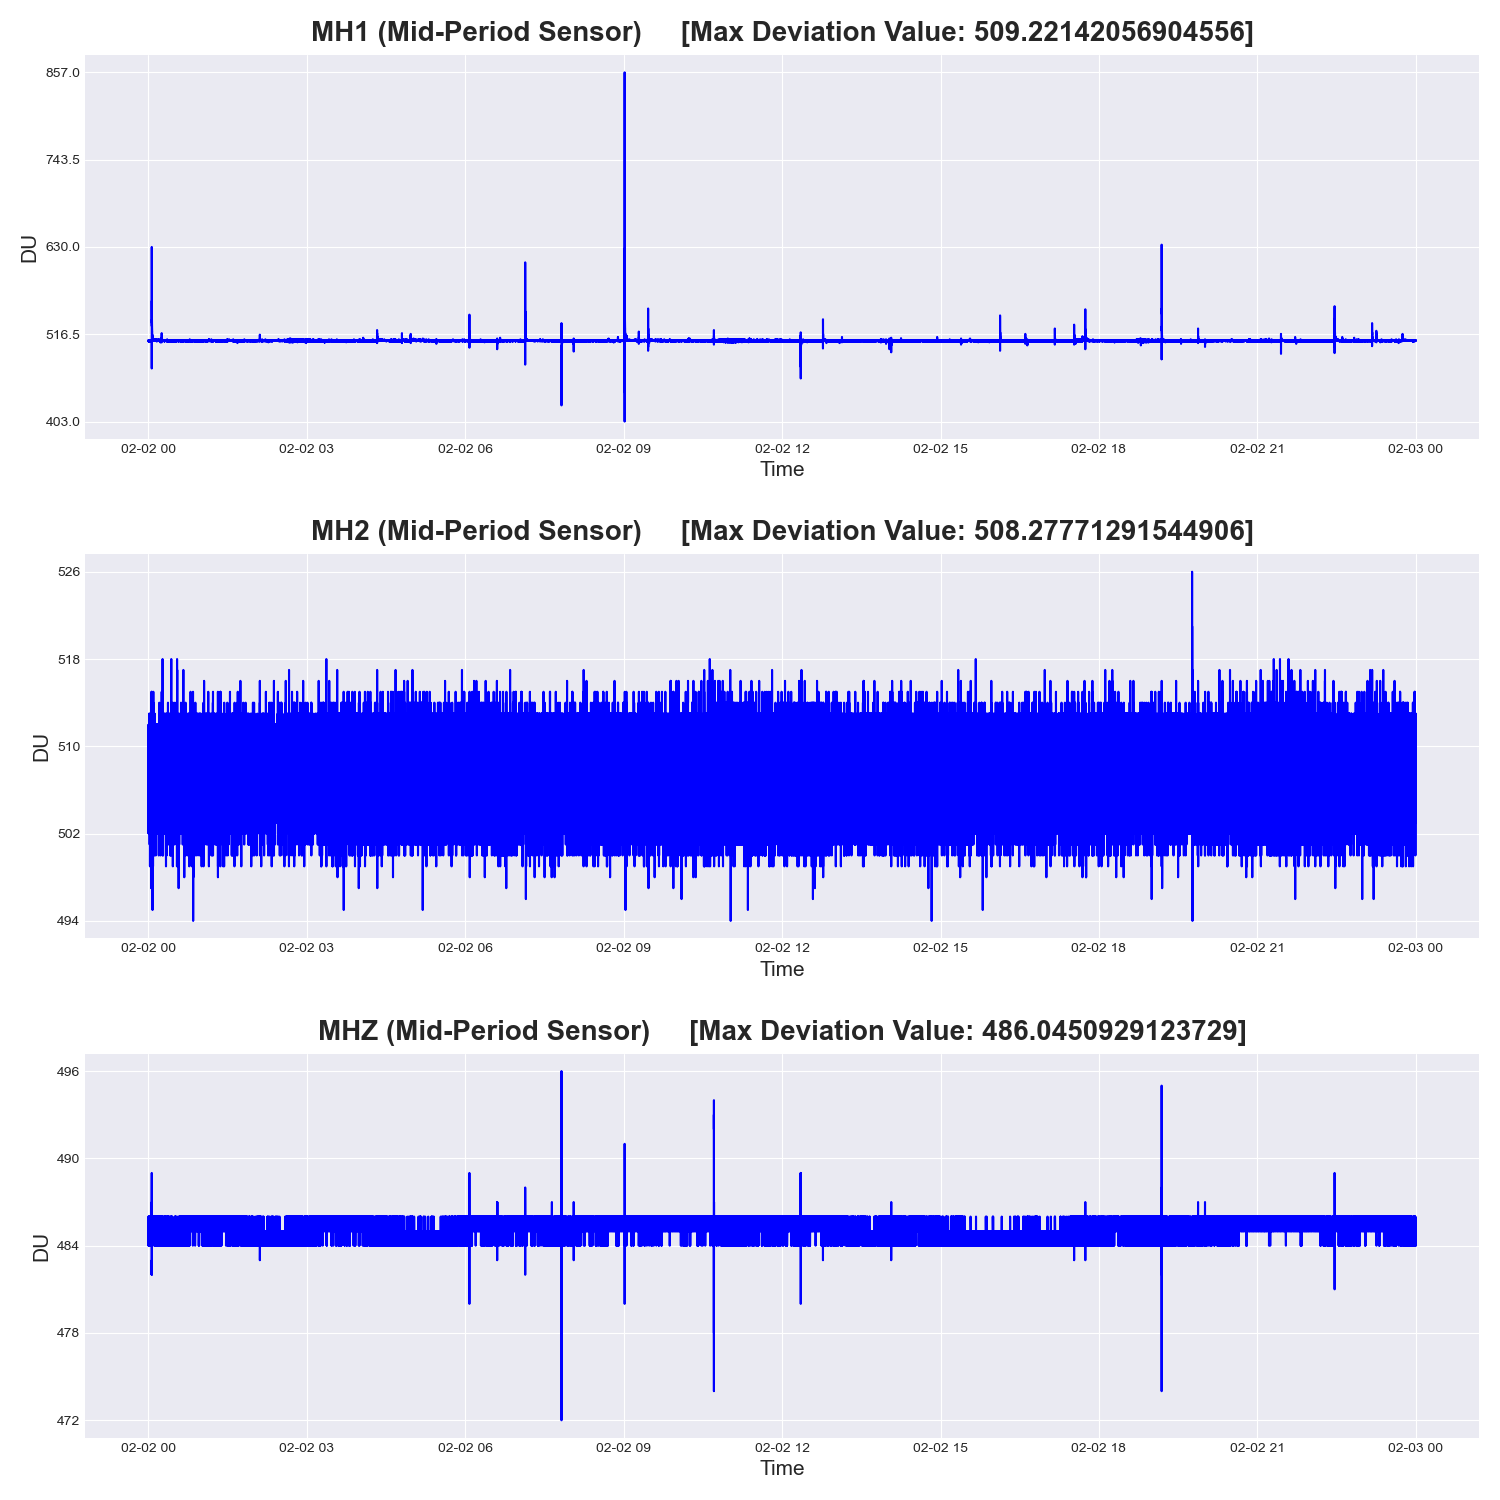 MH1 (Mid-Period Sensor) [Max Deviation Value: 509.22142056904556]
857.0
743.5
630.0
516.5
403.0
DU
02-02 00 02-02 03 02-02 06 02-02 09 02-02 12 02-02 15 02-02 18 02-02 21 02-03 00
Time
MH2 (Mid-Period Sensor) [Max Deviation Value: 508.27771291544906]
526
518
510
502
494
DU
02-02 00 02-02 03 02-02 06 02-02 09 02-02 12 02-02 15 02-02 18 02-02 21 02-03 00
Time
MHZ (Mid-Period Sensor) [Max Deviation Value: 486.0450929123729]
496
490
484
478
472
DU
02-02 00 02-02 03 02-02 06 02-02 09 02-02 12 02-02 15 02-02 18 02-02 21 02-03 00
Time